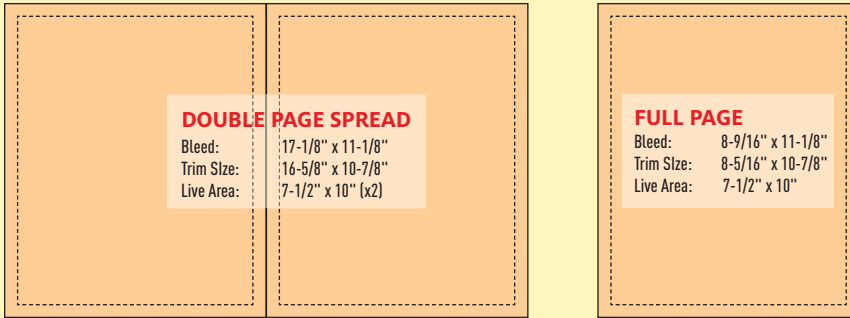 DOUBLE PAGE SPREAD
Bleed: 17-1/8" x 11-1/8"
Trim SIze: 16-5/8" x 10-7/8"
Live Area: 7-1/2" x 10" (x2)
FULL PAGE
Bleed: 8-9/16" x 11-1/8"
Trim SIze: 8-5/16" x 10-7/8"
Live Area: 7-1/2" x 10"